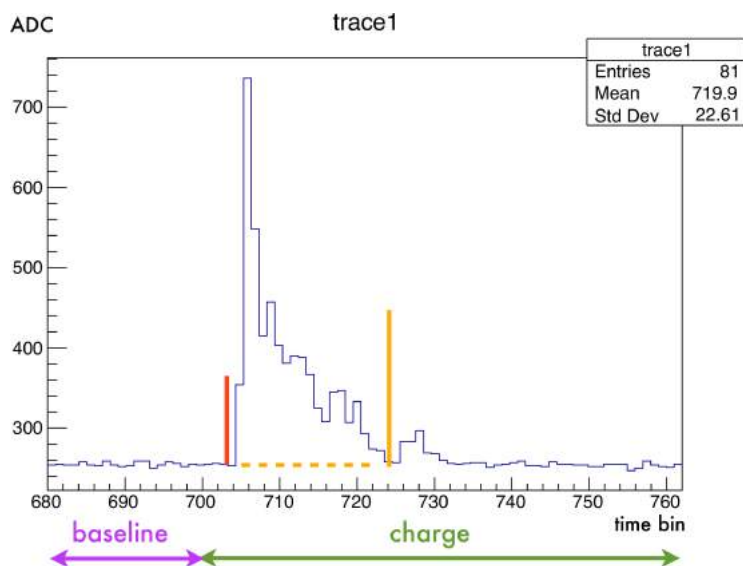 ADC
trace1
trace1
Entries 81
Mean 719.9
Std Dev 22.61
700
600
500
400
300
680 690 700 710 720 730 740 750 760
time bin
baseline charge